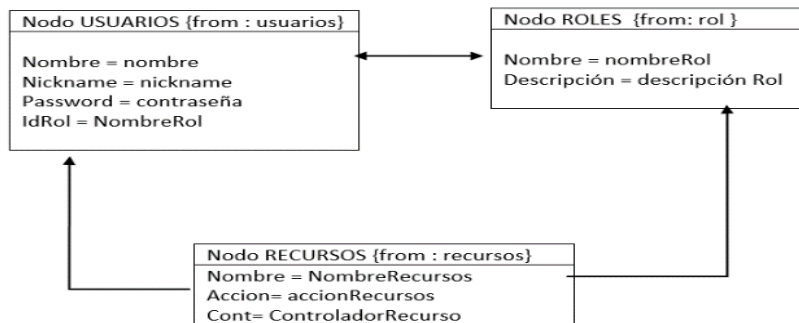 Nodo USUARIOS {from : usuarios}
Nombre = nombre
Nickname = nickname
Password = contraseña
IdRol = NombreRol
Nodo ROLES {from: rol }
Nombre = nombreRol
Descripción = descripción Rol
Nodo RECURSOS {from : recursos}
Nombre = NombreRecursos
Accion= accionRecursos
Cont= ControladorRecurso